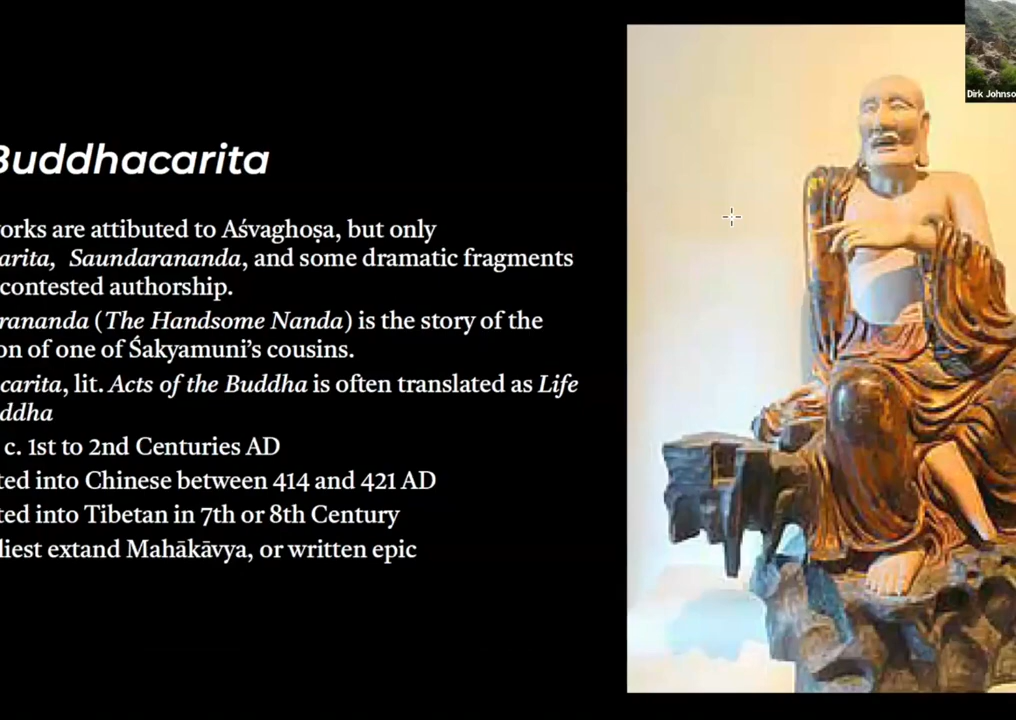 Buddhacarita
orks are attibuted to Aśvaghoṣa, but only
arita, Saundarananda, and some dramatic fragments
contested authorship.
rananda (The Handsome Nanda) is the story of the
on of one of Śakyamuni’s cousins.
carita, lit. Acts of the Buddha is often translated as Life
ddha
c. 1st to 2nd Centuries AD
ted into Chinese between 414 and 421 AD
ted into Tibetan in 7th or 8th Century
liest extand Mahākāvya, or written epic
Dirk Johnso